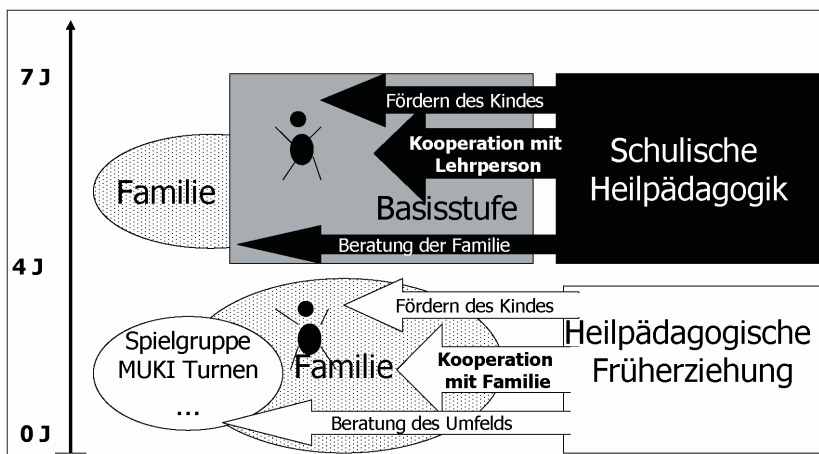 7 J
Fördern des Kindes
Kooperation mit
Lehrperson
Schulische
Heilpädagogik
Familie
Basisstufe
Beratung der Familie
4 J
Fördern des Kindes
Heilpädagogische
Früherziehung
Spielgruppe
MUKI Turnen
...
Familie
Kooperation
mit Familie
Beratung des Umfelds
0 J